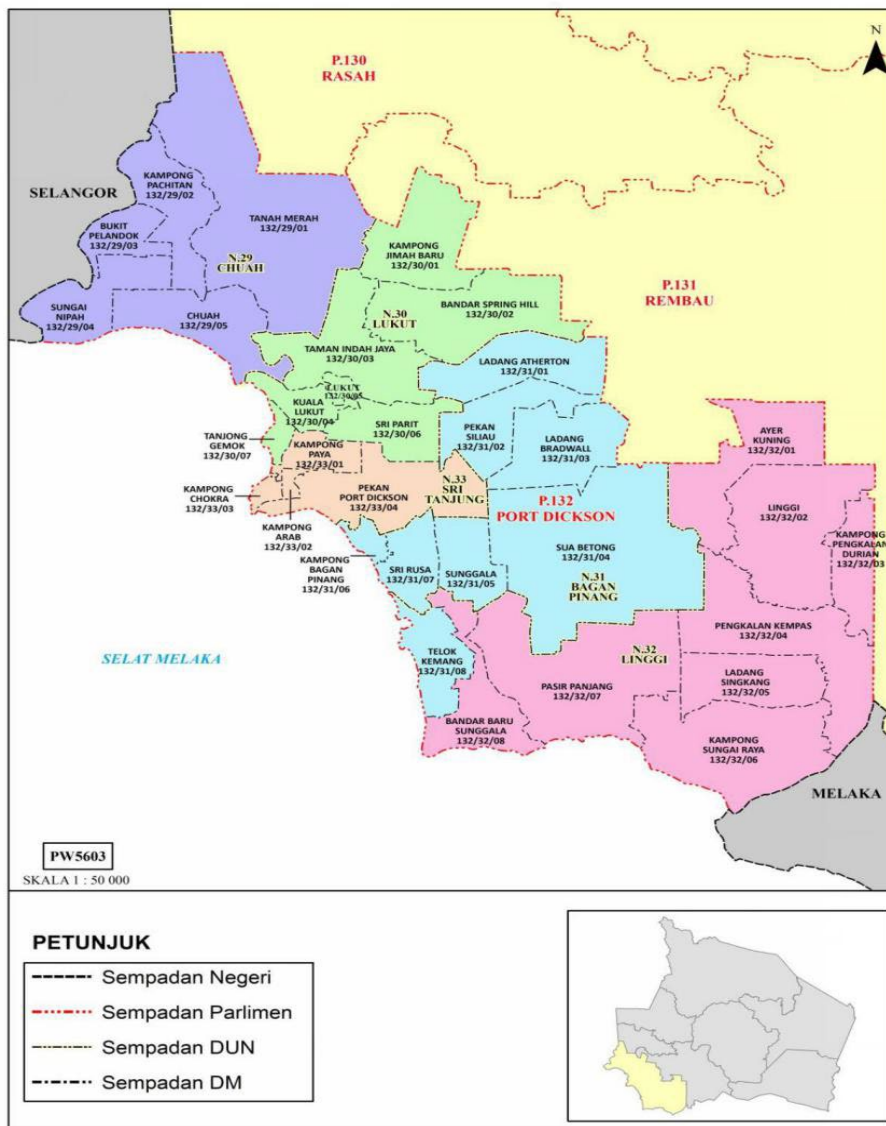 N
P.130
RASAH
SELANGOR
KAMPONG
PACHITAN
132/29/02
BUKIT
PELANDOK
132/29/03
TANAH MERAH
132/29/01
N.29
CHUAH
SUNGAI
NIPAH
132/29/04
CHUAH
132/29/05
KAMPONG
JIMAH BARU
132/30/01
N.30
LUKUT
BANDAR SPRING HILL
132/30/02
P.131
REMBAU
TAMAN INDAH JAYA
132/30/03
LADANG ATHERTON
132/31/01
LUKUT
132/30/05
KUALA
LUKUT
132/30/04
SRI PARIT
132/30/06
PEKAN
SILIAU
132/31/02
LADANG
BRADWALL
132/31/03
AYER
KUNING
132/32/01
TANJONG
GEMOK
132/30/07
KAMPONG
PAYA
132/33/01
KAMPONG
CHOKRA
132/33/03
PEKAN
PORT DICKSON
132/33/04
N.33
SRI
TANJUNG
P.132
PORT DICKSON
LINGGI
132/32/02
KAMPONG
PENGKALAN
DURIAN
132/32/03
KAMPONG
ARAB
132/33/02
KAMPONG
BAGAN
PINANG
132/31/06
SRI RUSA
132/31/07
SUNGGALA
132/31/05
SUA BETONG
132/31/04
N.31
BAGAN
PINANG
PENGKALAN KEMPAS
132/32/04
SELAT MELAKA
TELOK
KEMANG
132/31/08
N.32
LINGGI
LADANG
SINGKANG
132/32/05
PASIR PANJANG
132/32/07
BANDAR BARU
SUNGGALA
132/32/08
KAMPONG
SUNGAI RAYA
132/32/06
MELAKA
PW5603
SKALA 1 : 50 000
PETUNJUK
Sempadan Negeri
Sempadan Parlimen
Sempadan DUN
Sempadan DM